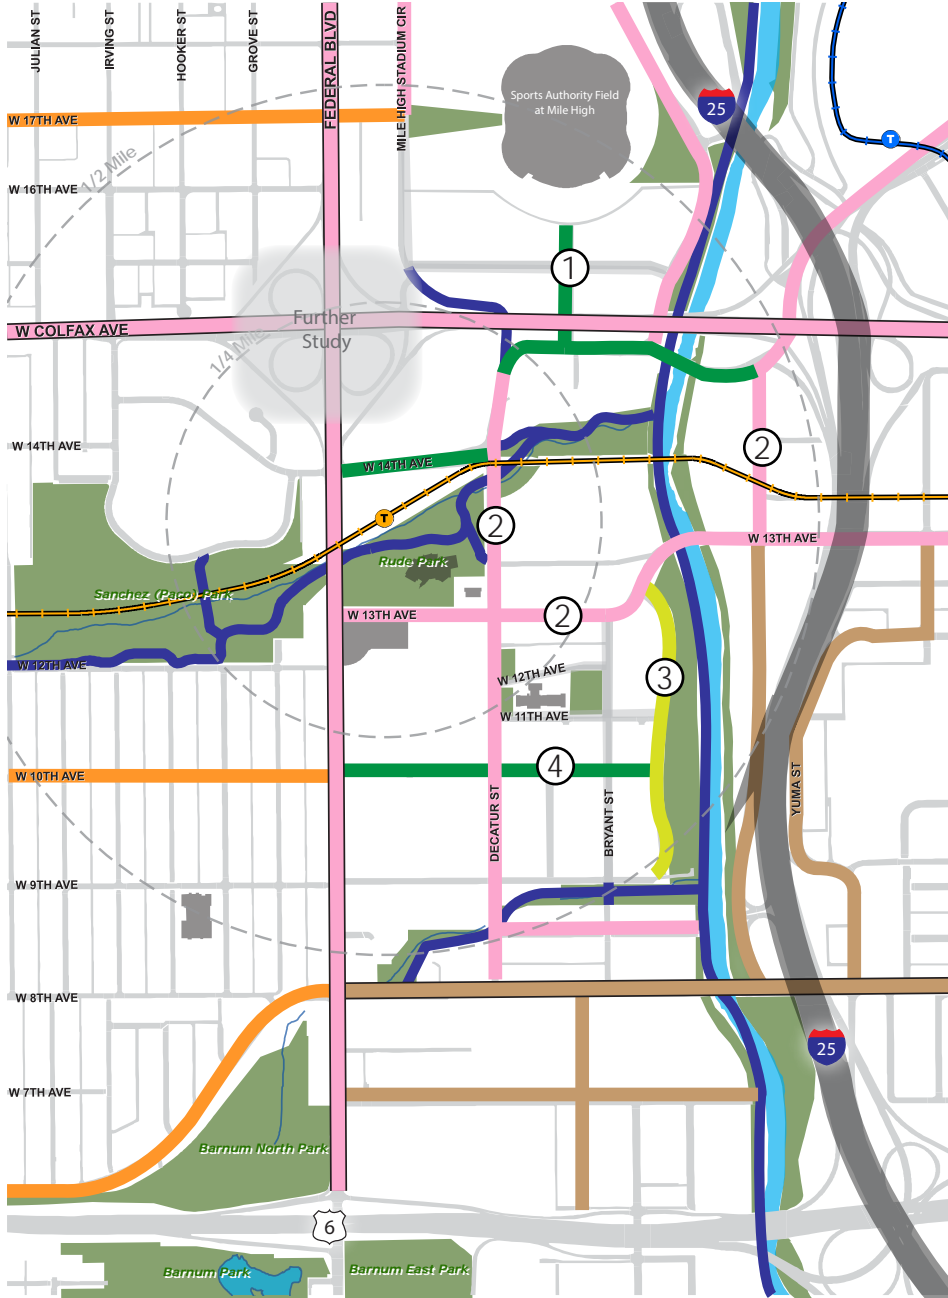 JULIAN ST
IRVING ST
HOOKER ST
GROVE ST
FEDERAL BLVD
MILE HIGH STADIUM CIR
Sports Authority Field
at Mile High
25
T
W 17TH AVE
1/2 Mile
W 16TH AVE
1
W COLFAX AVE
Further
Study
1/4 Mile
W 14TH AVE
W 14TH AVE
2
T
2
W 13TH AVE
Rude Park
Sanchez (Paco) Park
W 13TH AVE
2
W 12TH AVE
W 12TH AVE
3
W 11TH AVE
W 10TH AVE
4
DECATUR ST
BRYANT ST
YUMA ST
W 9TH AVE
W 8TH AVE
25
W 7TH AVE
Barnum North Park
6
Barnum Park
Barnum East Park